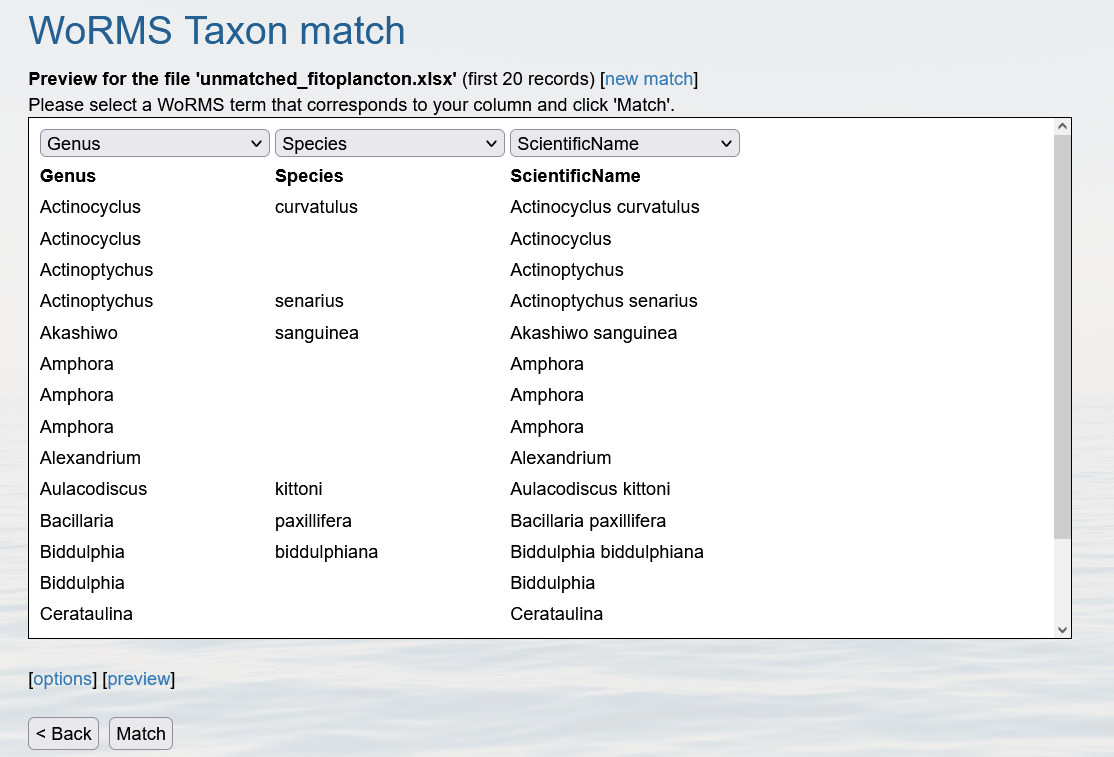 WoRMS Taxon match
Preview for the file 'unmatched_fitoplancton.xlsx' (first 20 records) [new match]
Please select a WoRMS term that corresponds to your column and click 'Match'.
Genus Species ScientificName
Genus Species ScientificName
Actinocyclus curvatulus Actinocyclus curvatulus
Actinocyclus Actinocyclus
Actinoptychus Actinoptychus
Actinoptychus senarius Actinoptychus senarius
Akashiwo sanguinea Akashiwo sanguinea
Amphora Amphora
Amphora Amphora
Amphora Amphora
Alexandrium Alexandrium
Aulacodiscus kittoni Aulacodiscus kittoni
Bacillaria paxillifera Bacillaria paxillifera
Biddulphia biddulphiana Biddulphia biddulphiana
Biddulphia Biddulphia
Cerataulina Cerataulina
[options] [preview]
< Back Match